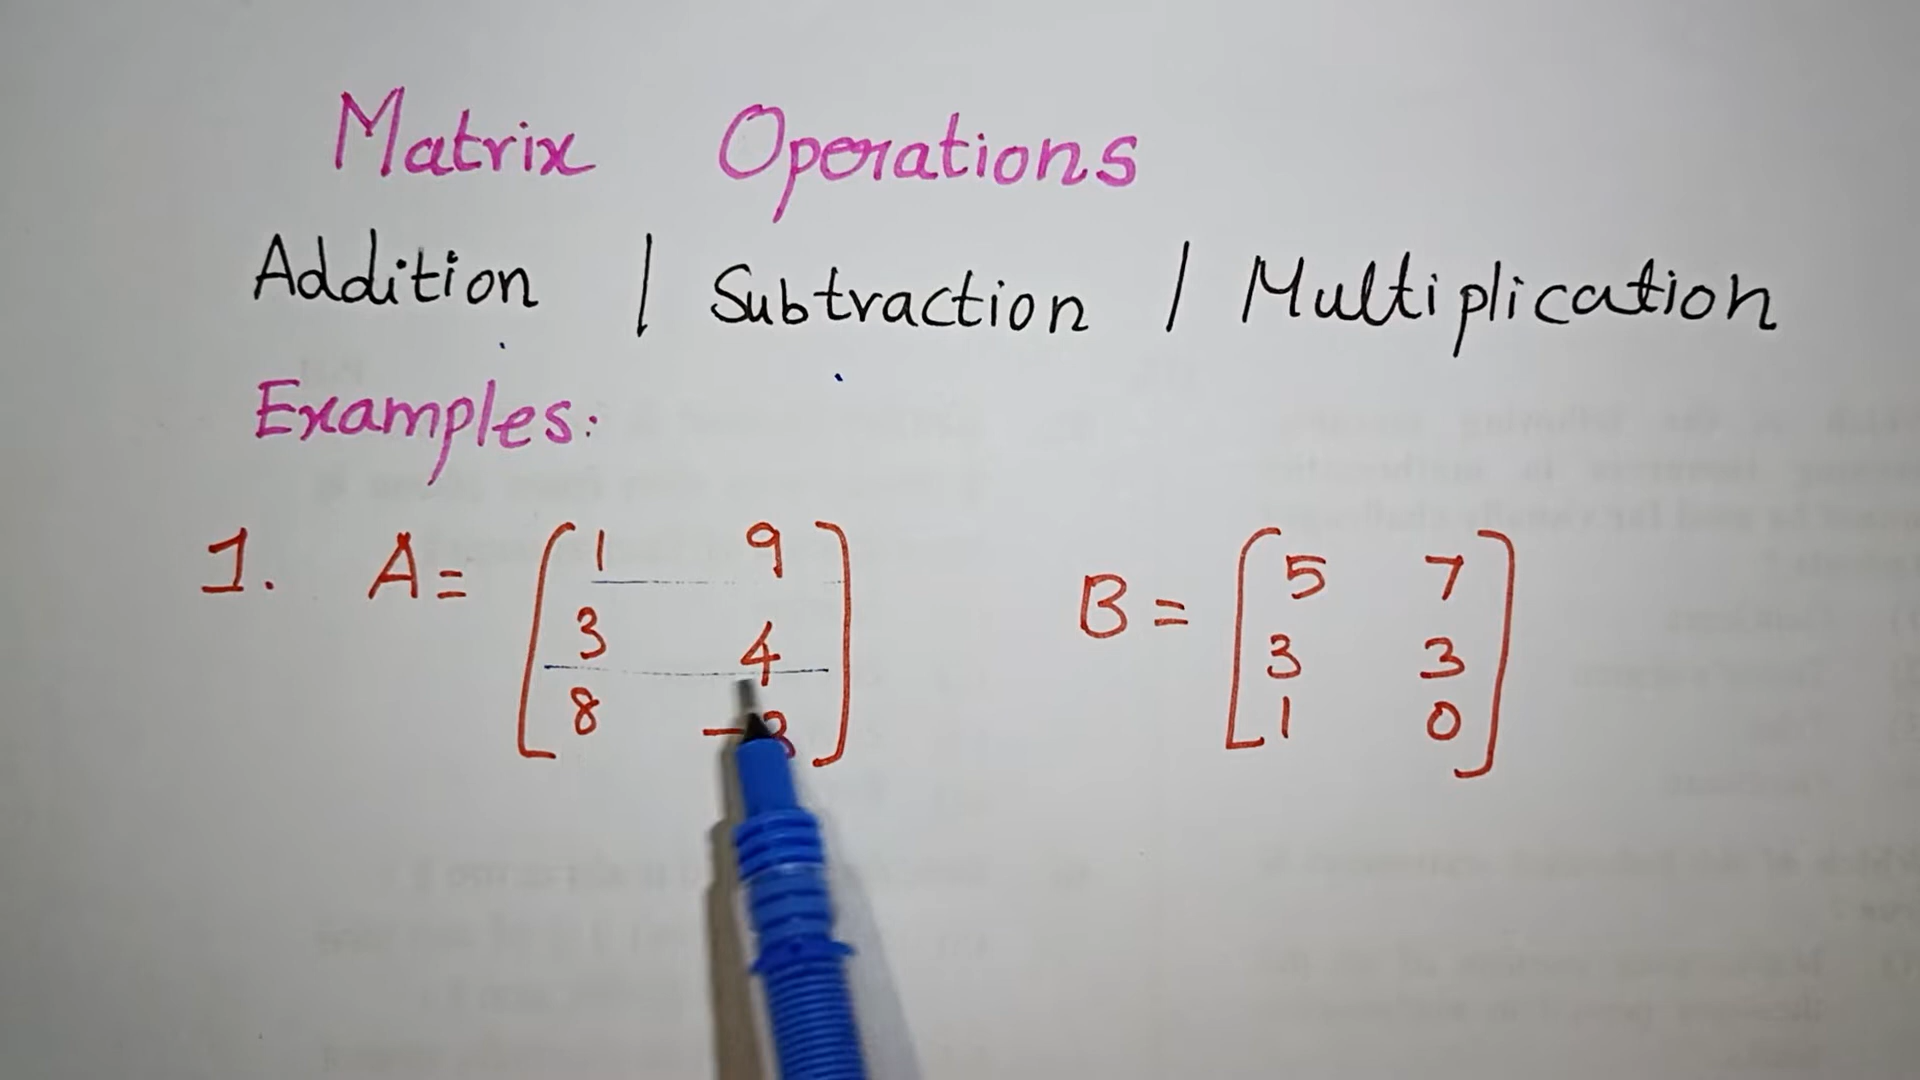 Matrix Operations
Addition | Subtraction / Multiplication
Examples:
1. A = [1 9 B = [5 7
3 4 3 3
8 - ] 1 0]